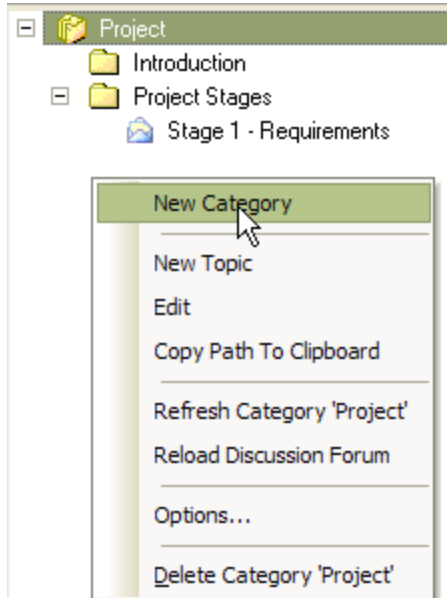 Project
Introduction
Project Stages
Stage 1 - Requirements
New Category
New Topic
Edit
Copy Path To Clipboard
Refresh Category 'Project'
Reload Discussion Forum
Options...
Delete Category 'Project'